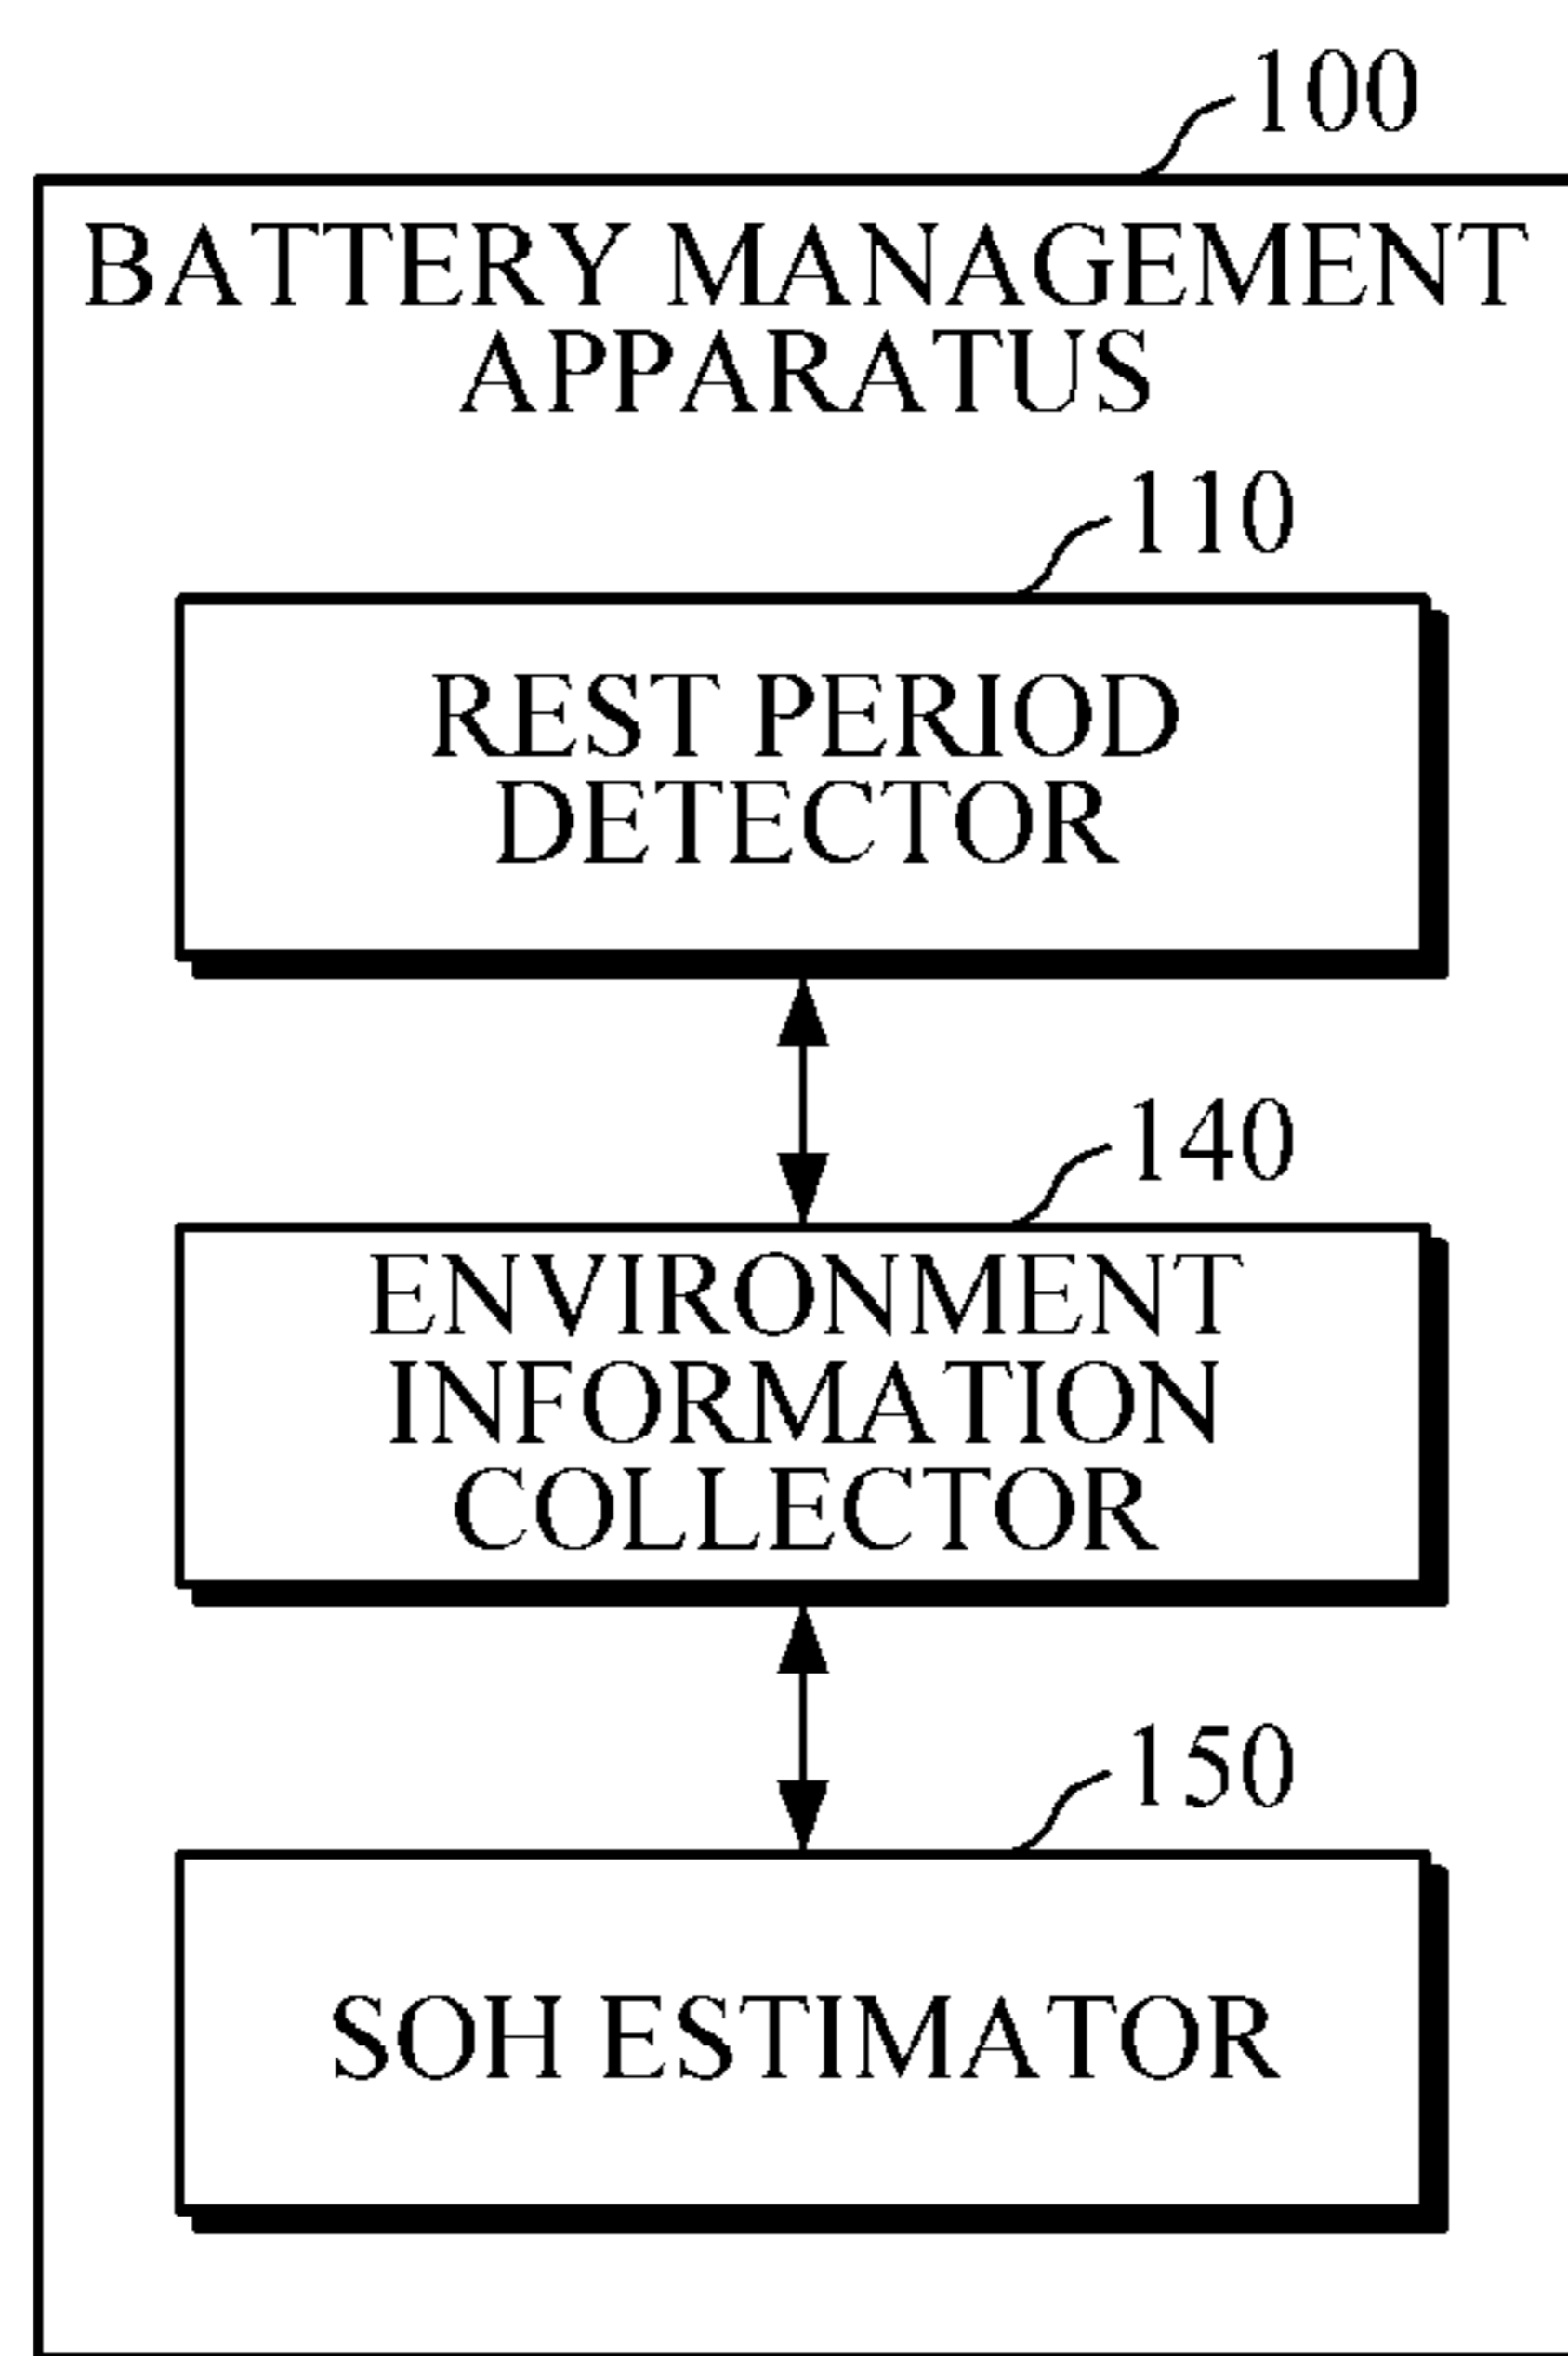 100
BATTERY MANAGEMENT
APPARATUS
110
REST PERIOD
DETECTOR
140
ENVIRONMENT
INFORMATION
COLLECTOR
150
SOH ESTIMATOR